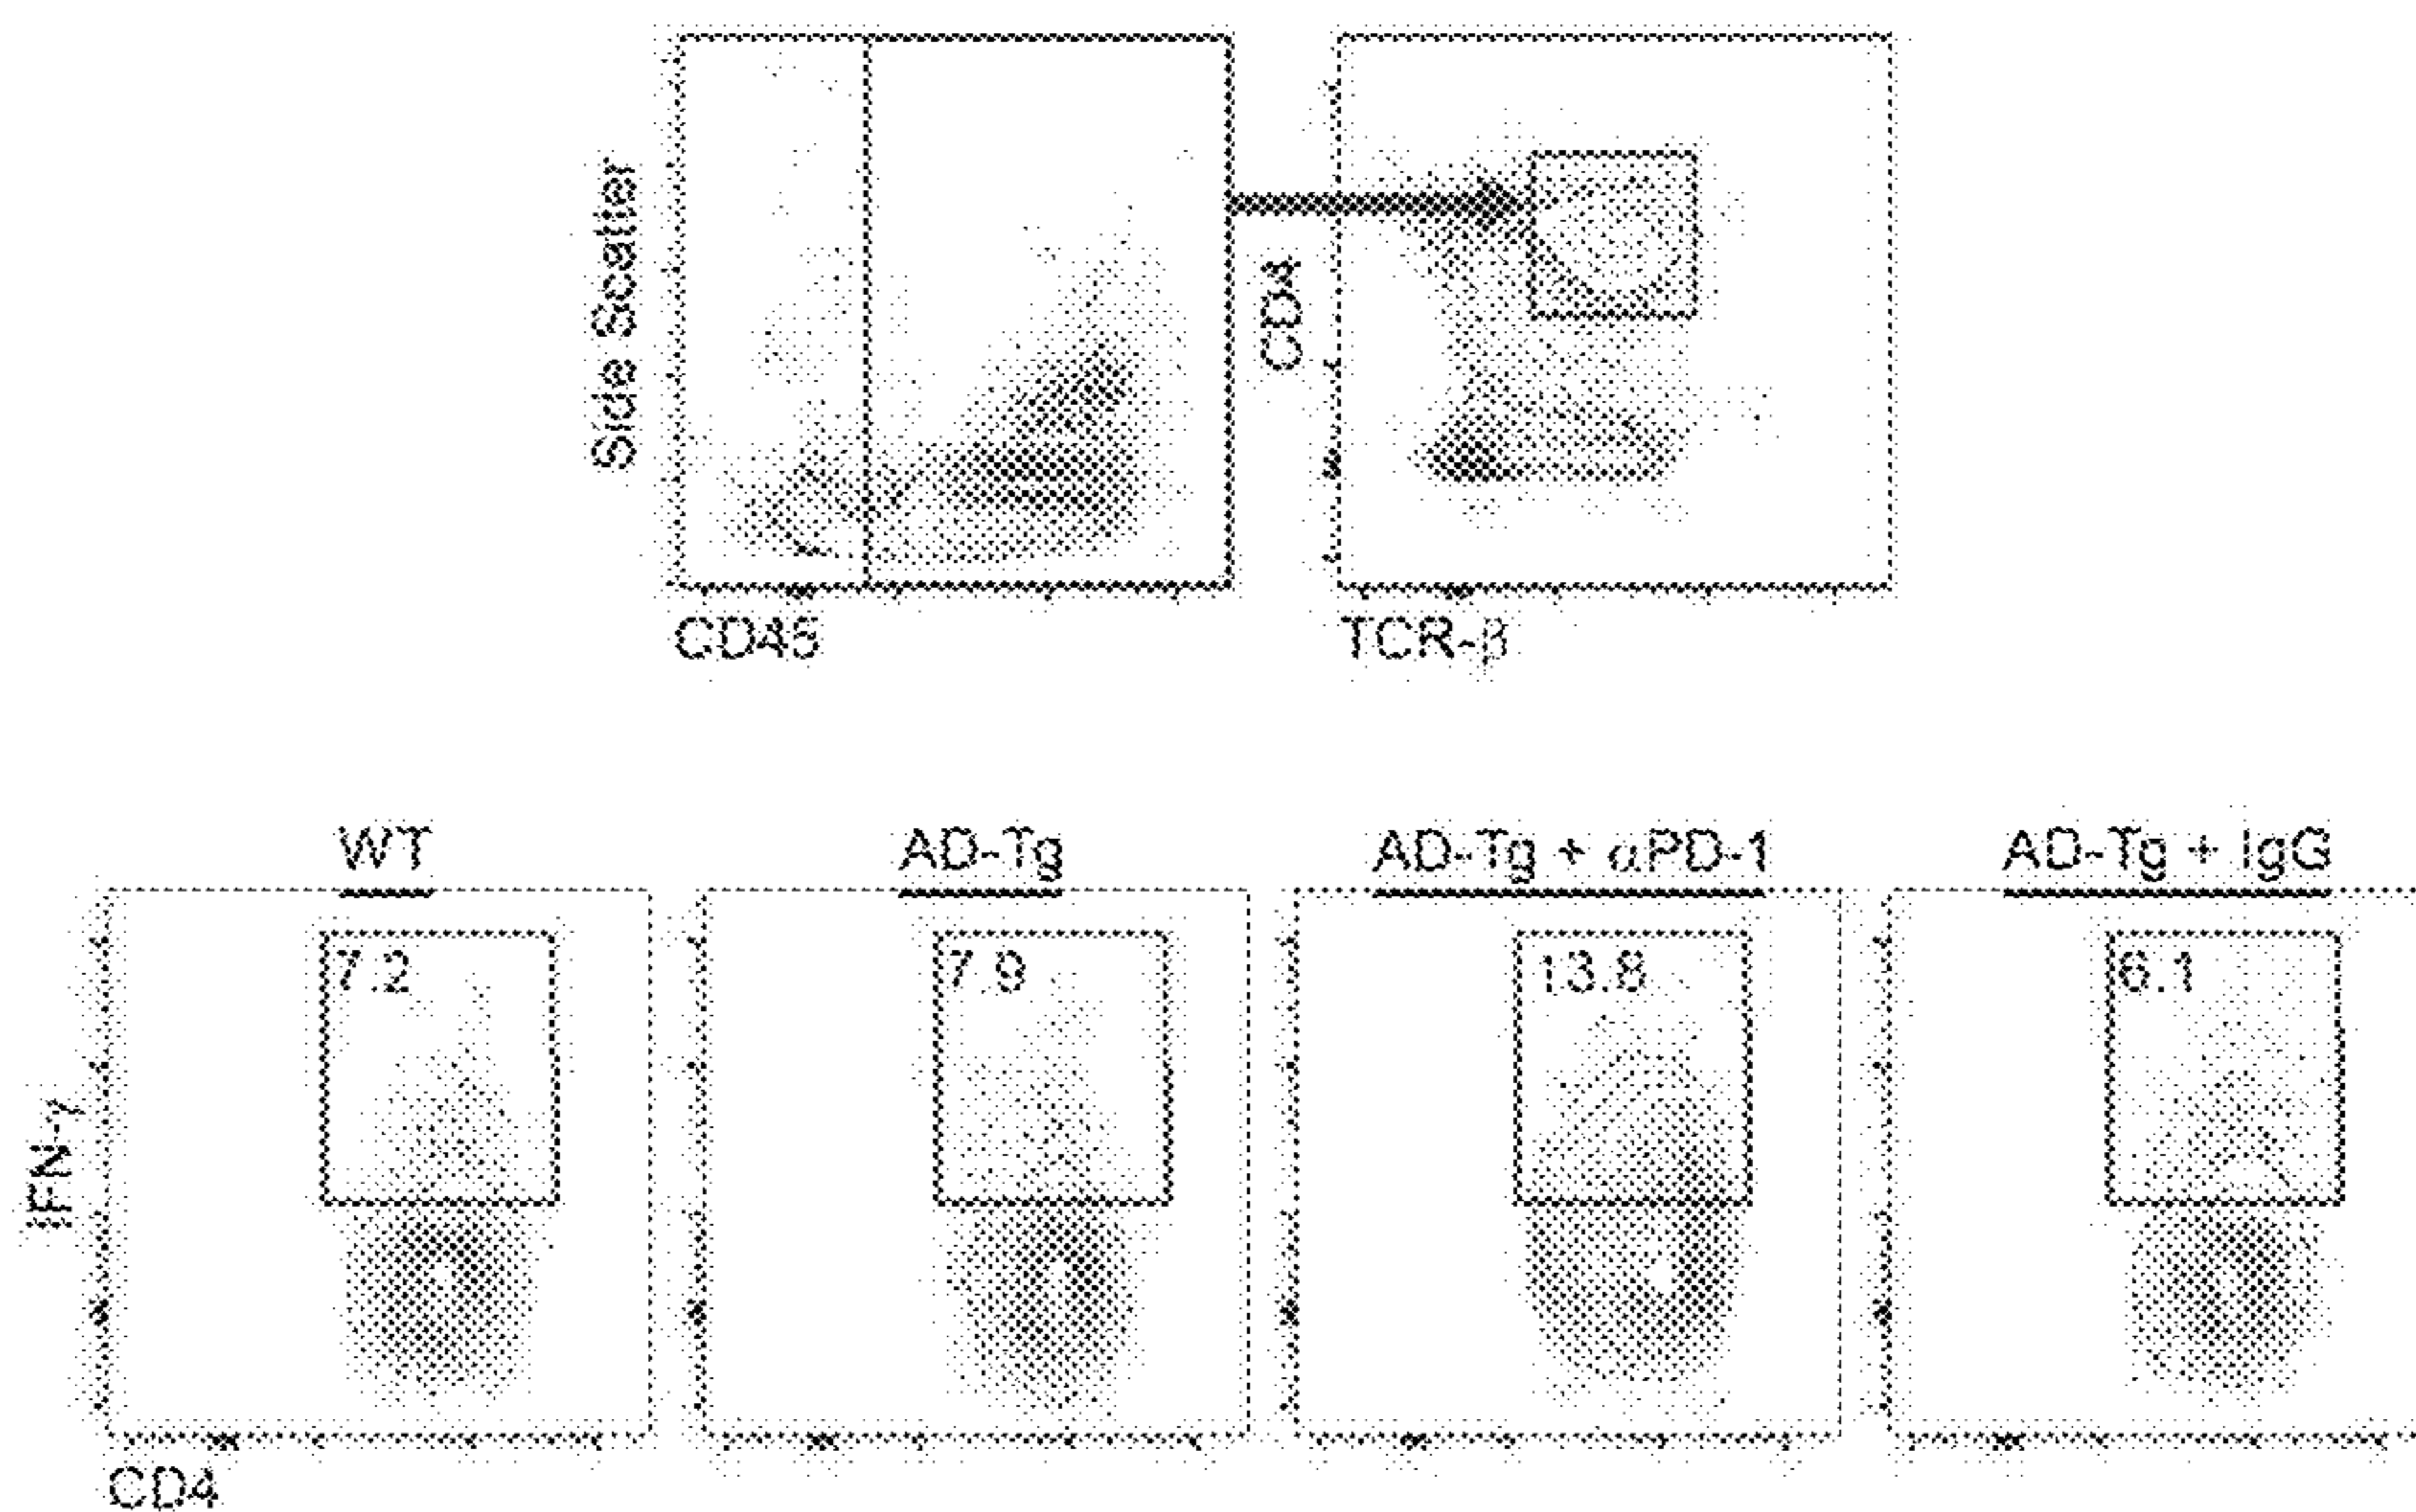 Side Scatter
CD45
CD4
TCR-β
WT
AD-Tg
AD-Tg + αPD-1
AD-Tg + IgG
7.2
7.9
13.8
6.1
IFN-γ
CD4